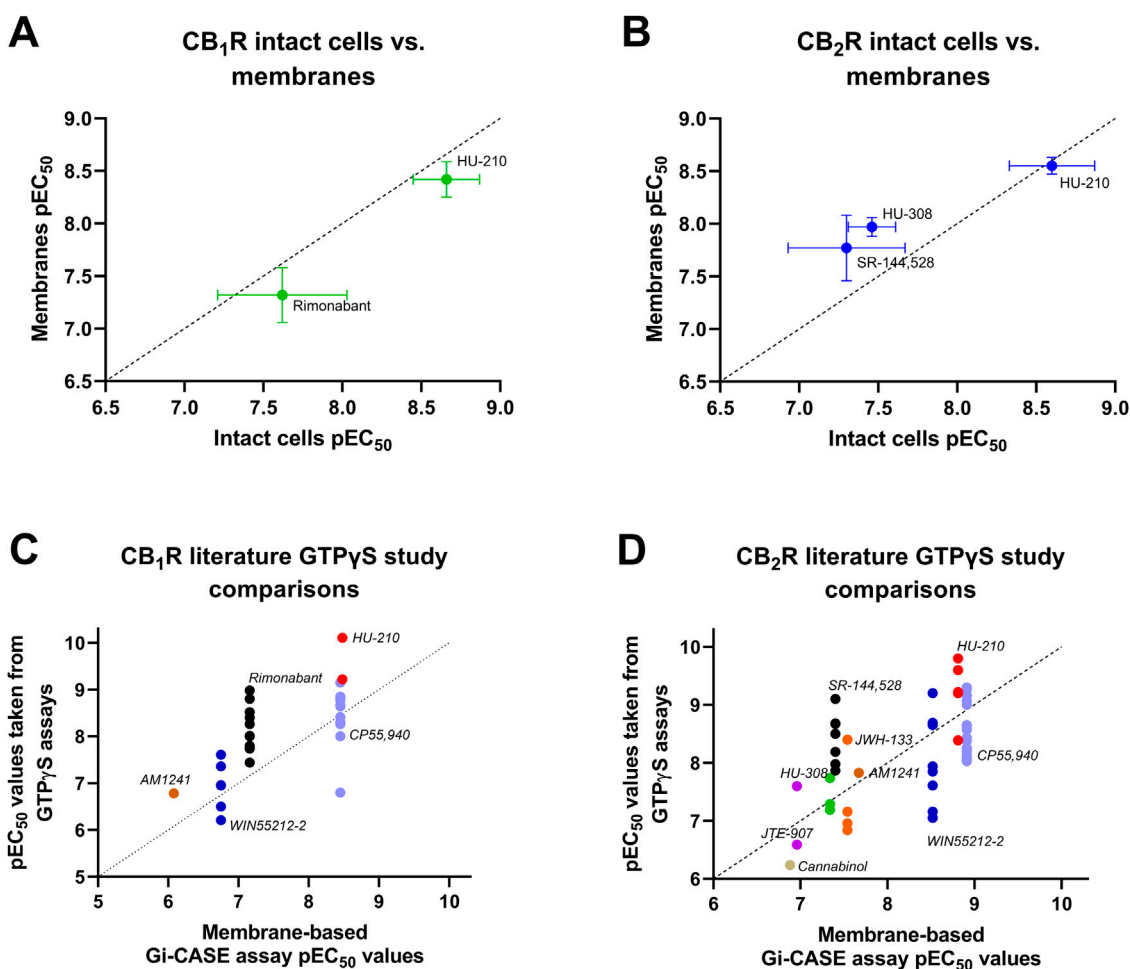 A
CB₁R intact cells vs.
membranes
9.0
8.5
8.0
7.5
7.0
6.5
Membranes pEC₅₀
HU-210
Rimonabant
6.5 7.0 7.5 8.0 8.5 9.0
Intact cells pEC₅₀
B
CB₂R intact cells vs.
membranes
9.0
8.5
8.0
7.5
7.0
6.5
Membranes pEC₅₀
HU-210
HU-308
SR-144,528
6.5 7.0 7.5 8.0 8.5 9.0
Intact cells pEC₅₀
C
CB₁R literature GTPγS study
comparisons
10
9
8
7
6
5
pEC₅₀ values taken from
GTPγS assays
HU-210
Rimonabant
CP55,940
AM1241
WIN55212-2
5 6 7 8 9 10
Membrane-based
Gi-CASE assay pEC₅₀ values
D
CB₂R literature GTPγS study
comparisons
10
9
8
7
6
pEC₅₀ values taken from
GTPγS assays
HU-210
SR-144,528
JWH-133
CP55,940
HU-308
AM1241
JTE-907
WIN55212-2
Cannabinol
6 7 8 9 10
Membrane-based
Gi-CASE assay pEC₅₀ values